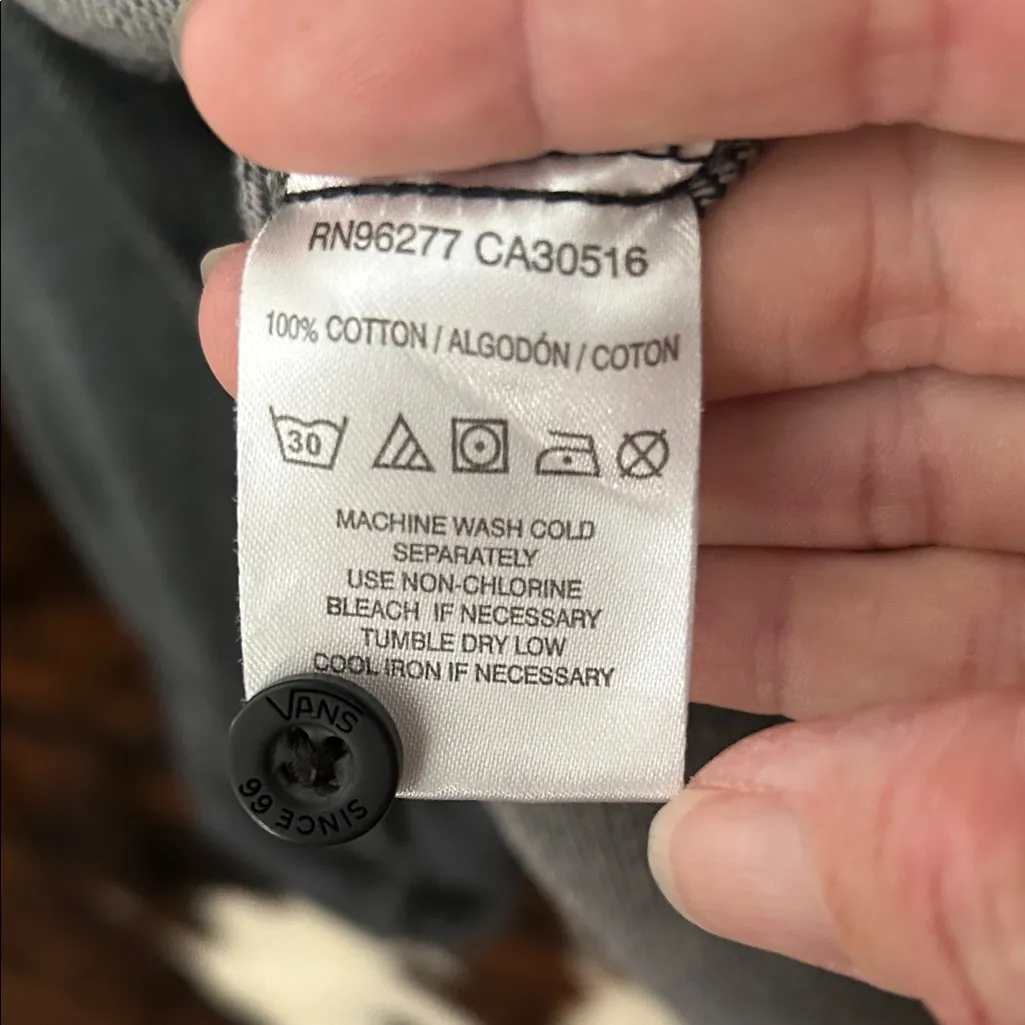 RN96277 CA30516
100% COTTON / ALGODÓN / COTON
30
MACHINE WASH COLD
SEPARATELY
USE NON-CHLORINE
BLEACH IF NECESSARY
TUMBLE DRY LOW
COOL IRON IF NECESSARY
VANS
SINCE 66